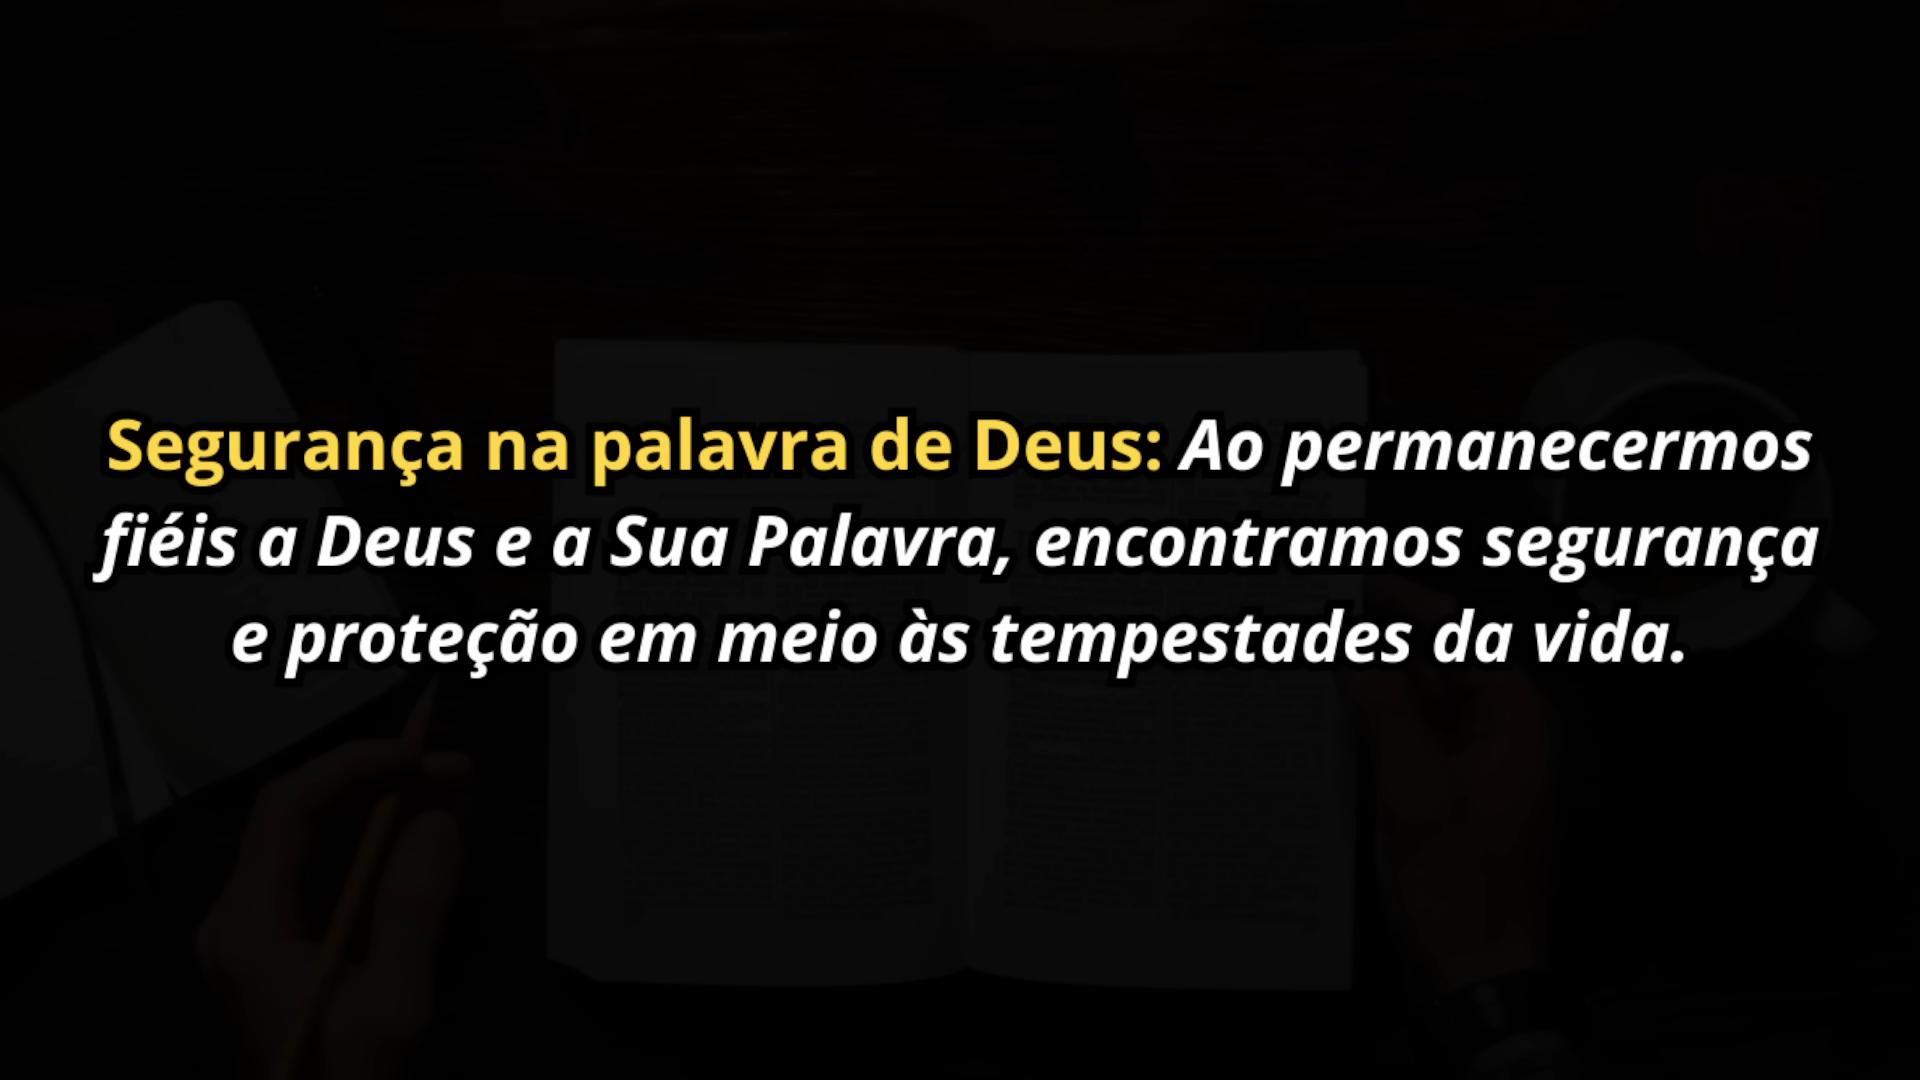 Segurança na palavra de Deus: Ao permanecermos
fiéis a Deus e a Sua Palavra, encontramos segurança
e proteção em meio às tempestades da vida.